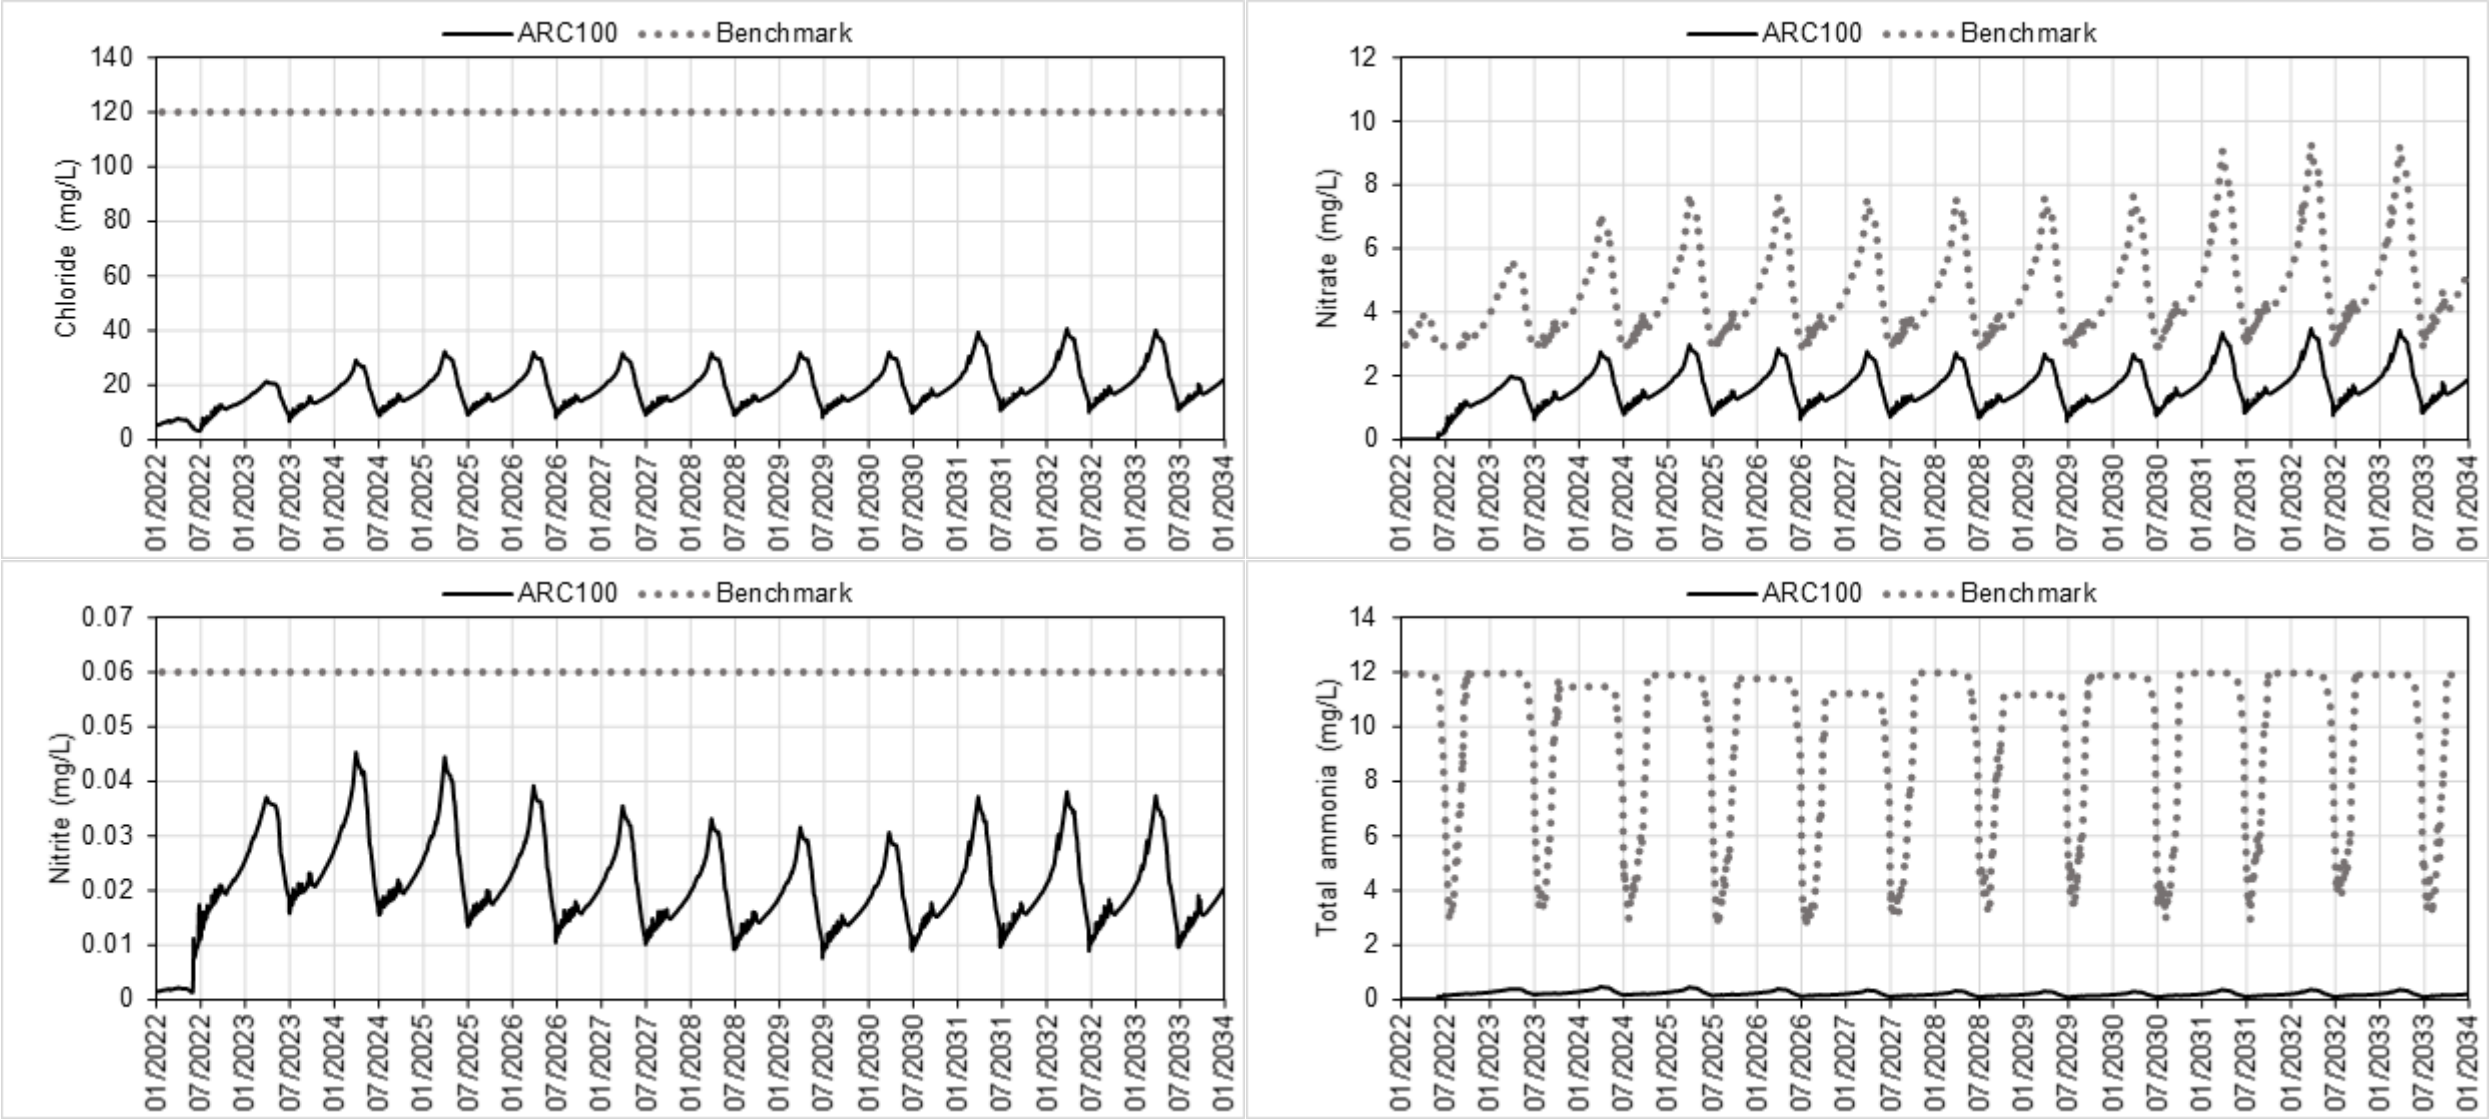 ARC100 Benchmark
140
120
100
80
60
40
20
0
Chloride (mg/L)
01/2022 07/2022 01/2023 07/2023 01/2024 07/2024 01/2025 07/2025 01/2026 07/2026 01/2027 07/2027 01/2028 07/2028 01/2029 07/2029 01/2030 07/2030 01/2031 07/2031 01/2032 07/2032 01/2033 07/2033 01/2034
ARC100 Benchmark
12
10
8
6
4
2
0
Nitrate (mg/L)
01/2022 07/2022 01/2023 07/2023 01/2024 07/2024 01/2025 07/2025 01/2026 07/2026 01/2027 07/2027 01/2028 07/2028 01/2029 07/2029 01/2030 07/2030 01/2031 07/2031 01/2032 07/2032 01/2033 07/2033 01/2034
ARC100 Benchmark
0.07
0.06
0.05
0.04
0.03
0.02
0.01
0
Nitrite (mg/L)
01/2022 07/2022 01/2023 07/2023 01/2024 07/2024 01/2025 07/2025 01/2026 07/2026 01/2027 07/2027 01/2028 07/2028 01/2029 07/2029 01/2030 07/2030 01/2031 07/2031 01/2032 07/2032 01/2033 07/2033 01/2034
ARC100 Benchmark
14
12
10
8
6
4
2
0
Total ammonia (mg/L)
01/2022 07/2022 01/2023 07/2023 01/2024 07/2024 01/2025 07/2025 01/2026 07/2026 01/2027 07/2027 01/2028 07/2028 01/2029 07/2029 01/2030 07/2030 01/2031 07/2031 01/2032 07/2032 01/2033 07/2033 01/2034